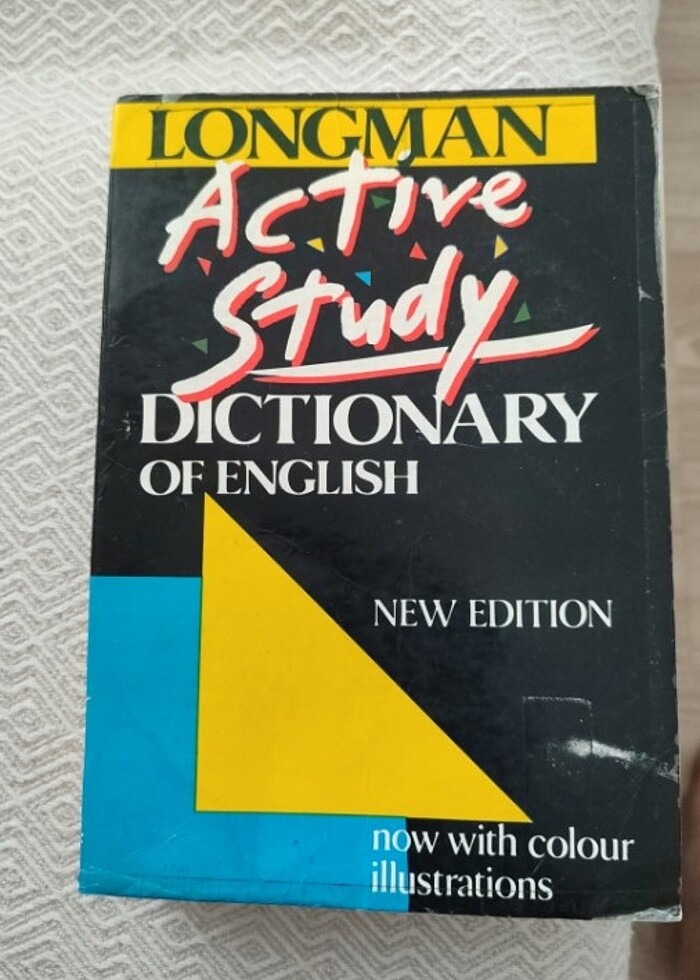 LONGMAN
Active
Study
DICTIONARY
OF ENGLISH
NEW EDITION
now with colour
illustrations